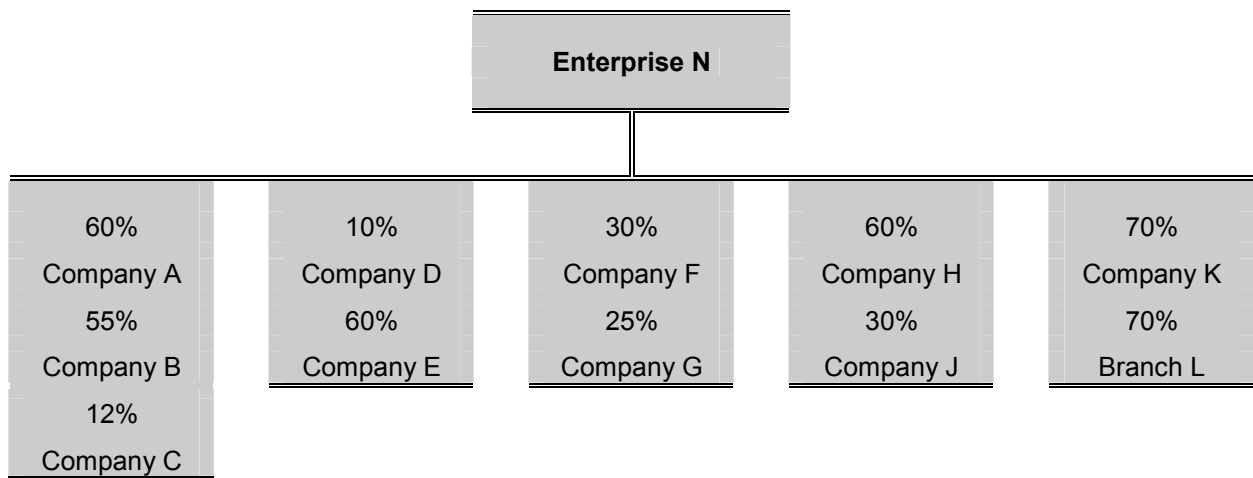 Enterprise N
60%
Company A
55%
Company B
12%
Company C
10%
Company D
60%
Company E
30%
Company F
25%
Company G
60%
Company H
30%
Company J
70%
Company K
70%
Branch L